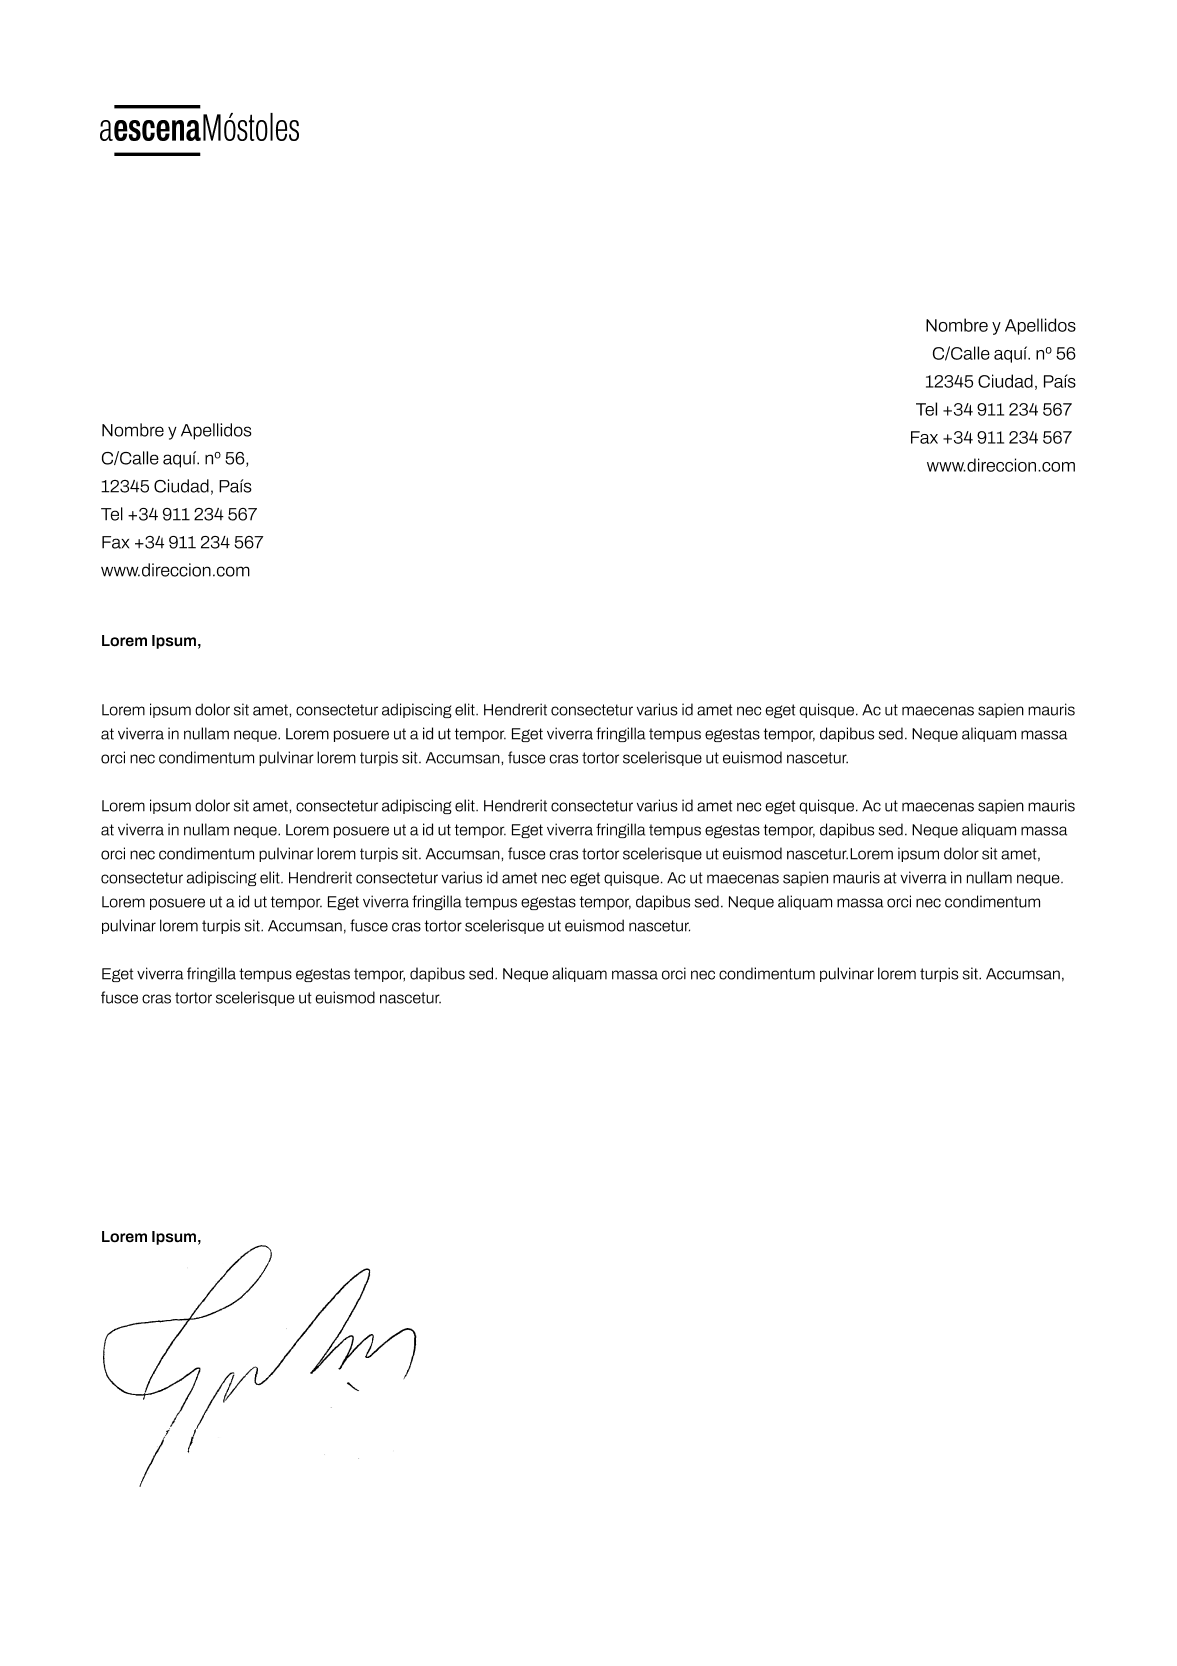 aescenaMóstoles
Nombre y Apellidos
C/Calle aquí. nº 56
12345 Ciudad, País
Tel +34 911 234 567
Fax +34 911 234 567
www.direccion.com
Nombre y Apellidos
C/Calle aquí. nº 56,
12345 Ciudad, País
Tel +34 911 234 567
Fax +34 911 234 567
www.direccion.com
Lorem Ipsum,
Lorem ipsum dolor sit amet, consectetur adipiscing elit. Hendrerit consectetur varius id amet nec eget quisque. Ac ut maecenas sapien mauris
at viverra in nullam neque. Lorem posuere ut a id ut tempor. Eget viverra fringilla tempus egestas tempor, dapibus sed. Neque aliquam massa
orci nec condimentum pulvinar lorem turpis sit. Accumsan, fusce cras tortor scelerisque ut euismod nascetur.
Lorem ipsum dolor sit amet, consectetur adipiscing elit. Hendrerit consectetur varius id amet nec eget quisque. Ac ut maecenas sapien mauris
at viverra in nullam neque. Lorem posuere ut a id ut tempor. Eget viverra fringilla tempus egestas tempor, dapibus sed. Neque aliquam massa
orci nec condimentum pulvinar lorem turpis sit. Accumsan, fusce cras tortor scelerisque ut euismod nascetur.Lorem ipsum dolor sit amet,
consectetur adipiscing elit. Hendrerit consectetur varius id amet nec eget quisque. Ac ut maecenas sapien mauris at viverra in nullam neque.
Lorem posuere ut a id ut tempor. Eget viverra fringilla tempus egestas tempor, dapibus sed. Neque aliquam massa orci nec condimentum
pulvinar lorem turpis sit. Accumsan, fusce cras tortor scelerisque ut euismod nascetur.
Eget viverra fringilla tempus egestas tempor, dapibus sed. Neque aliquam massa orci nec condimentum pulvinar lorem turpis sit. Accumsan,
fusce cras tortor scelerisque ut euismod nascetur.
Lorem Ipsum,